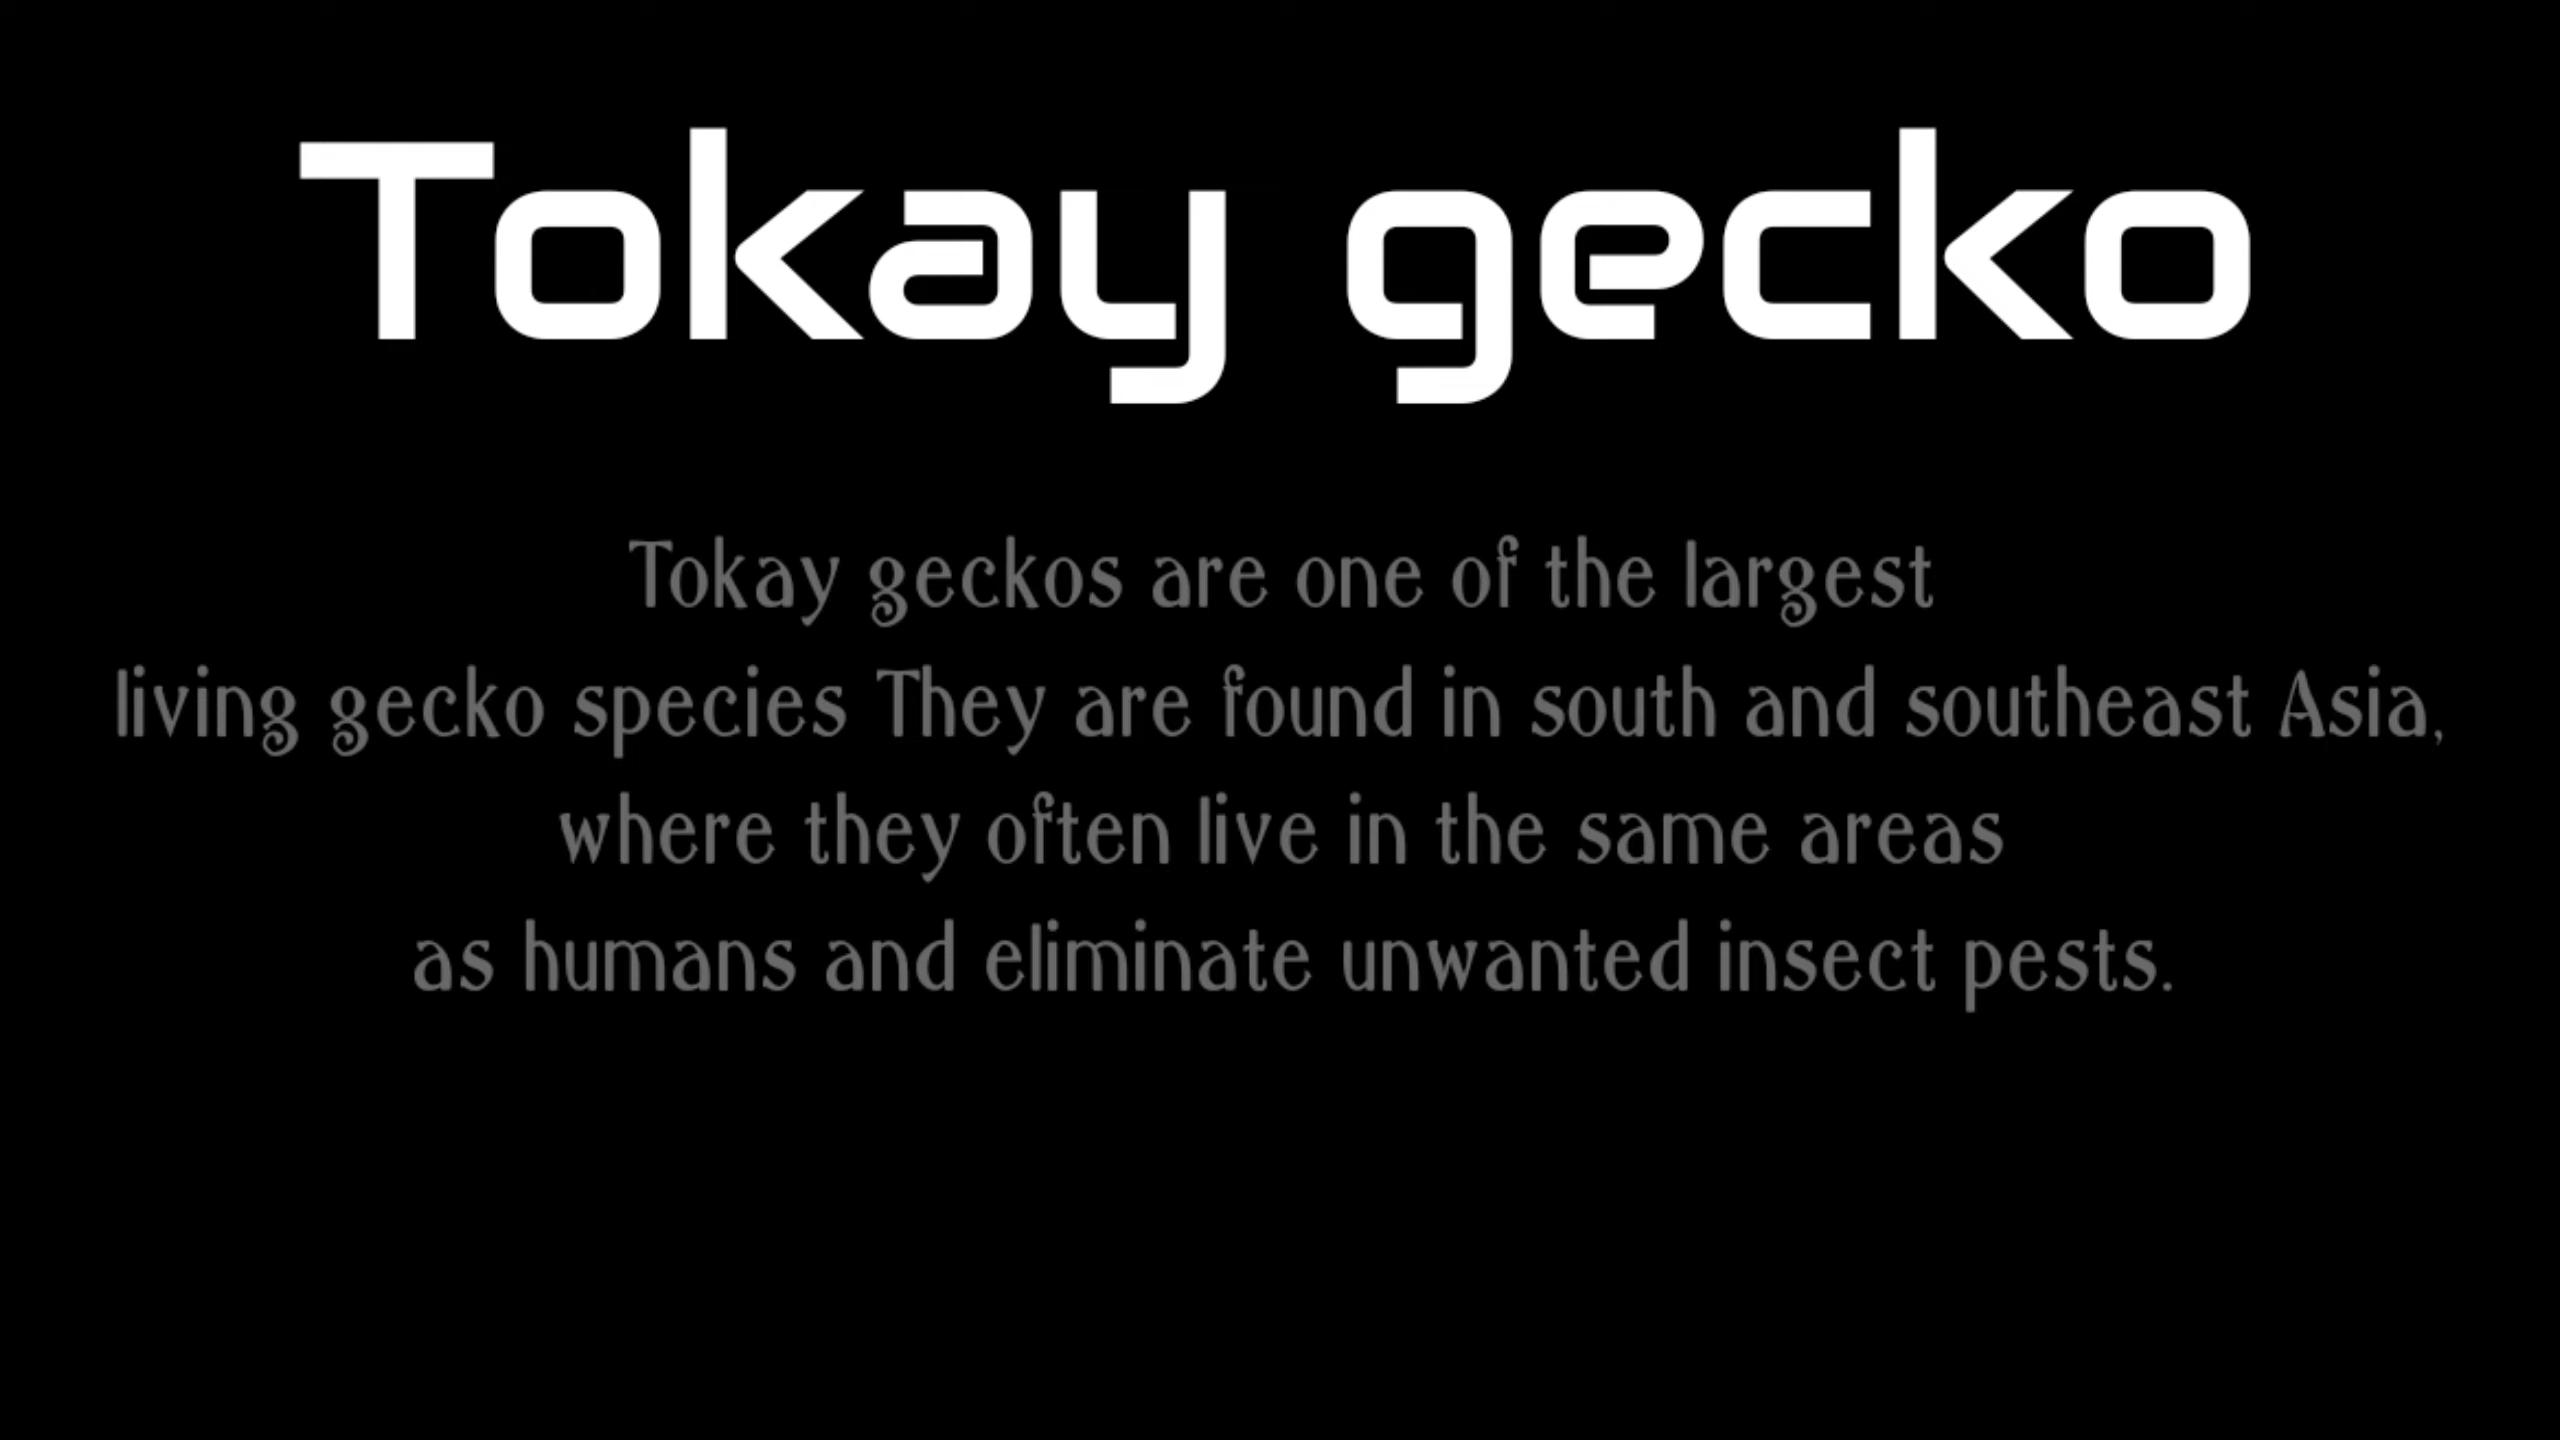 Tokay gecko
Tokay geckos are one of the largest
living gecko species They are found in south and southeast Asia,
where they often live in the same areas
as humans and eliminate unwanted insect pests.